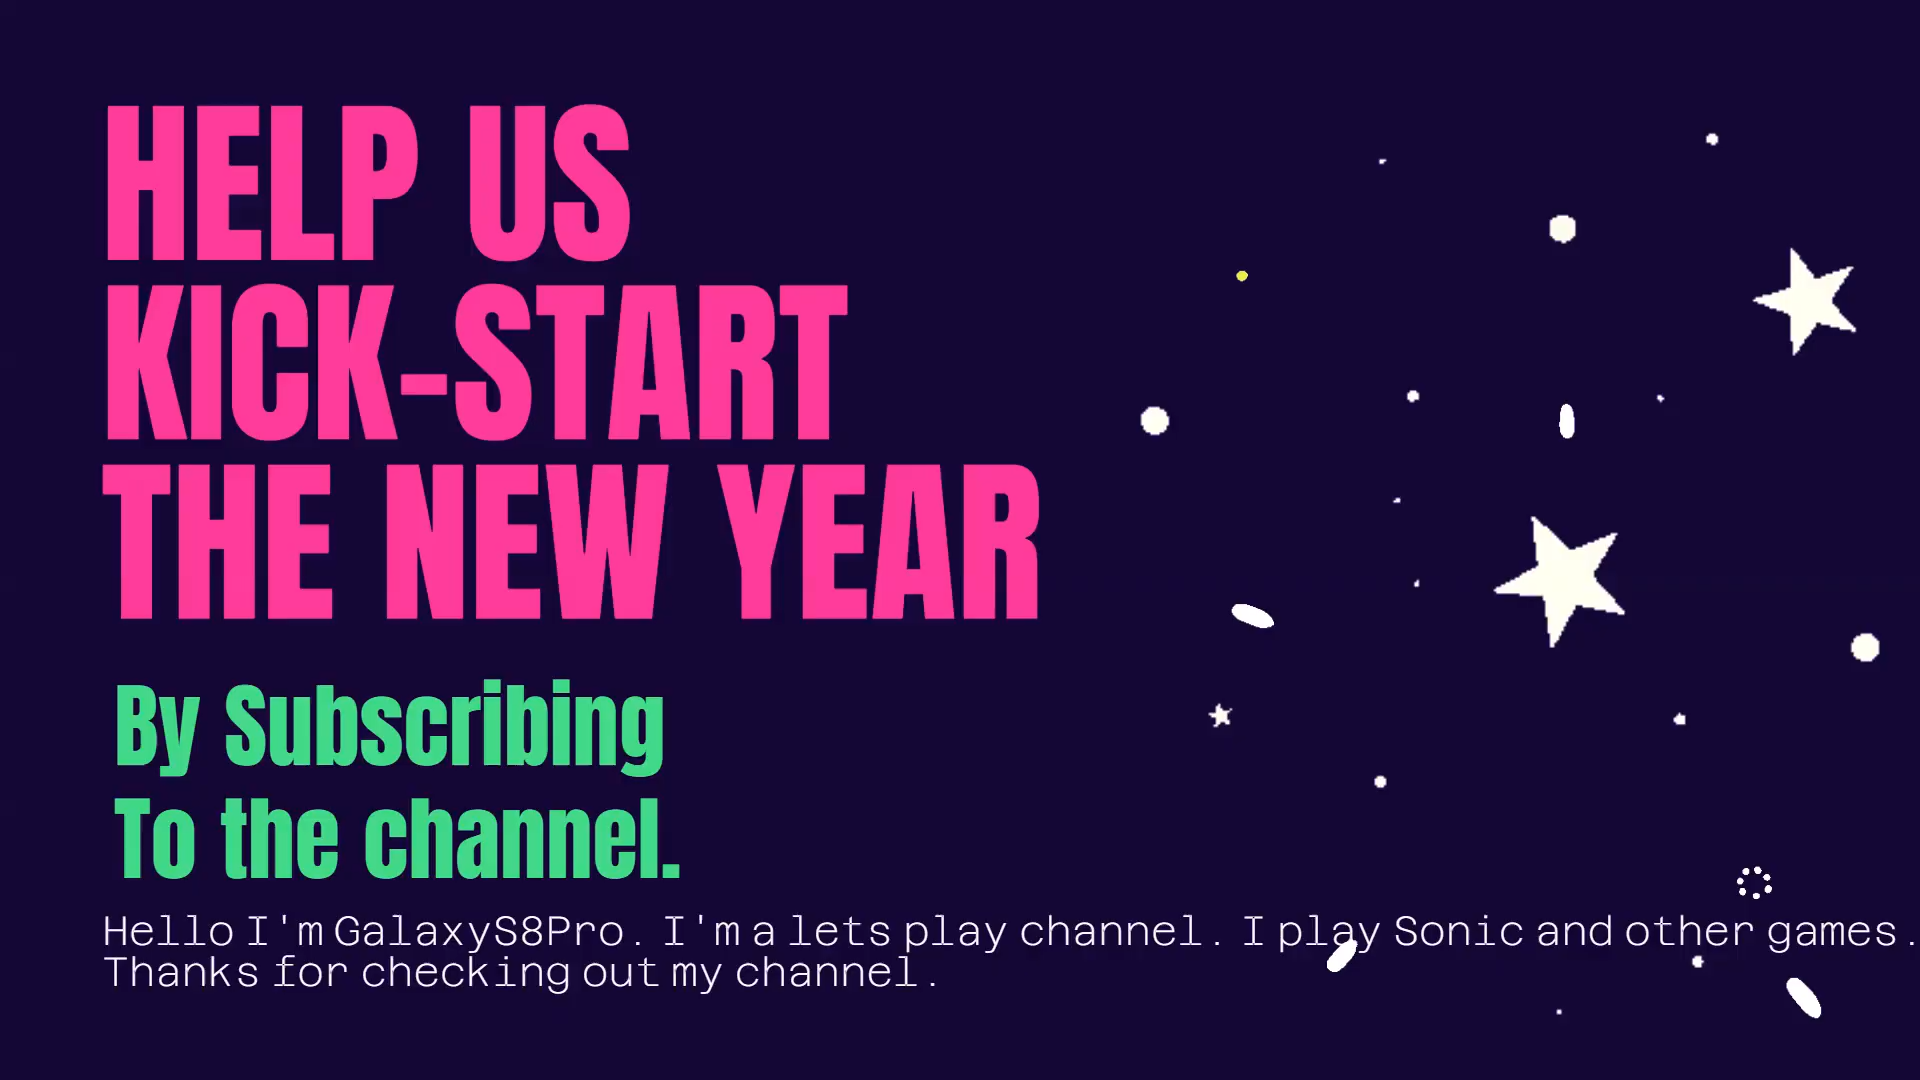 HELP US
KICK-START
THE NEW YEAR
By Subscribing
To the channel.
Hello I'm GalaxyS8Pro. I'm a lets play channel. I play Sonic and other games.
Thanks for checking out my channel.